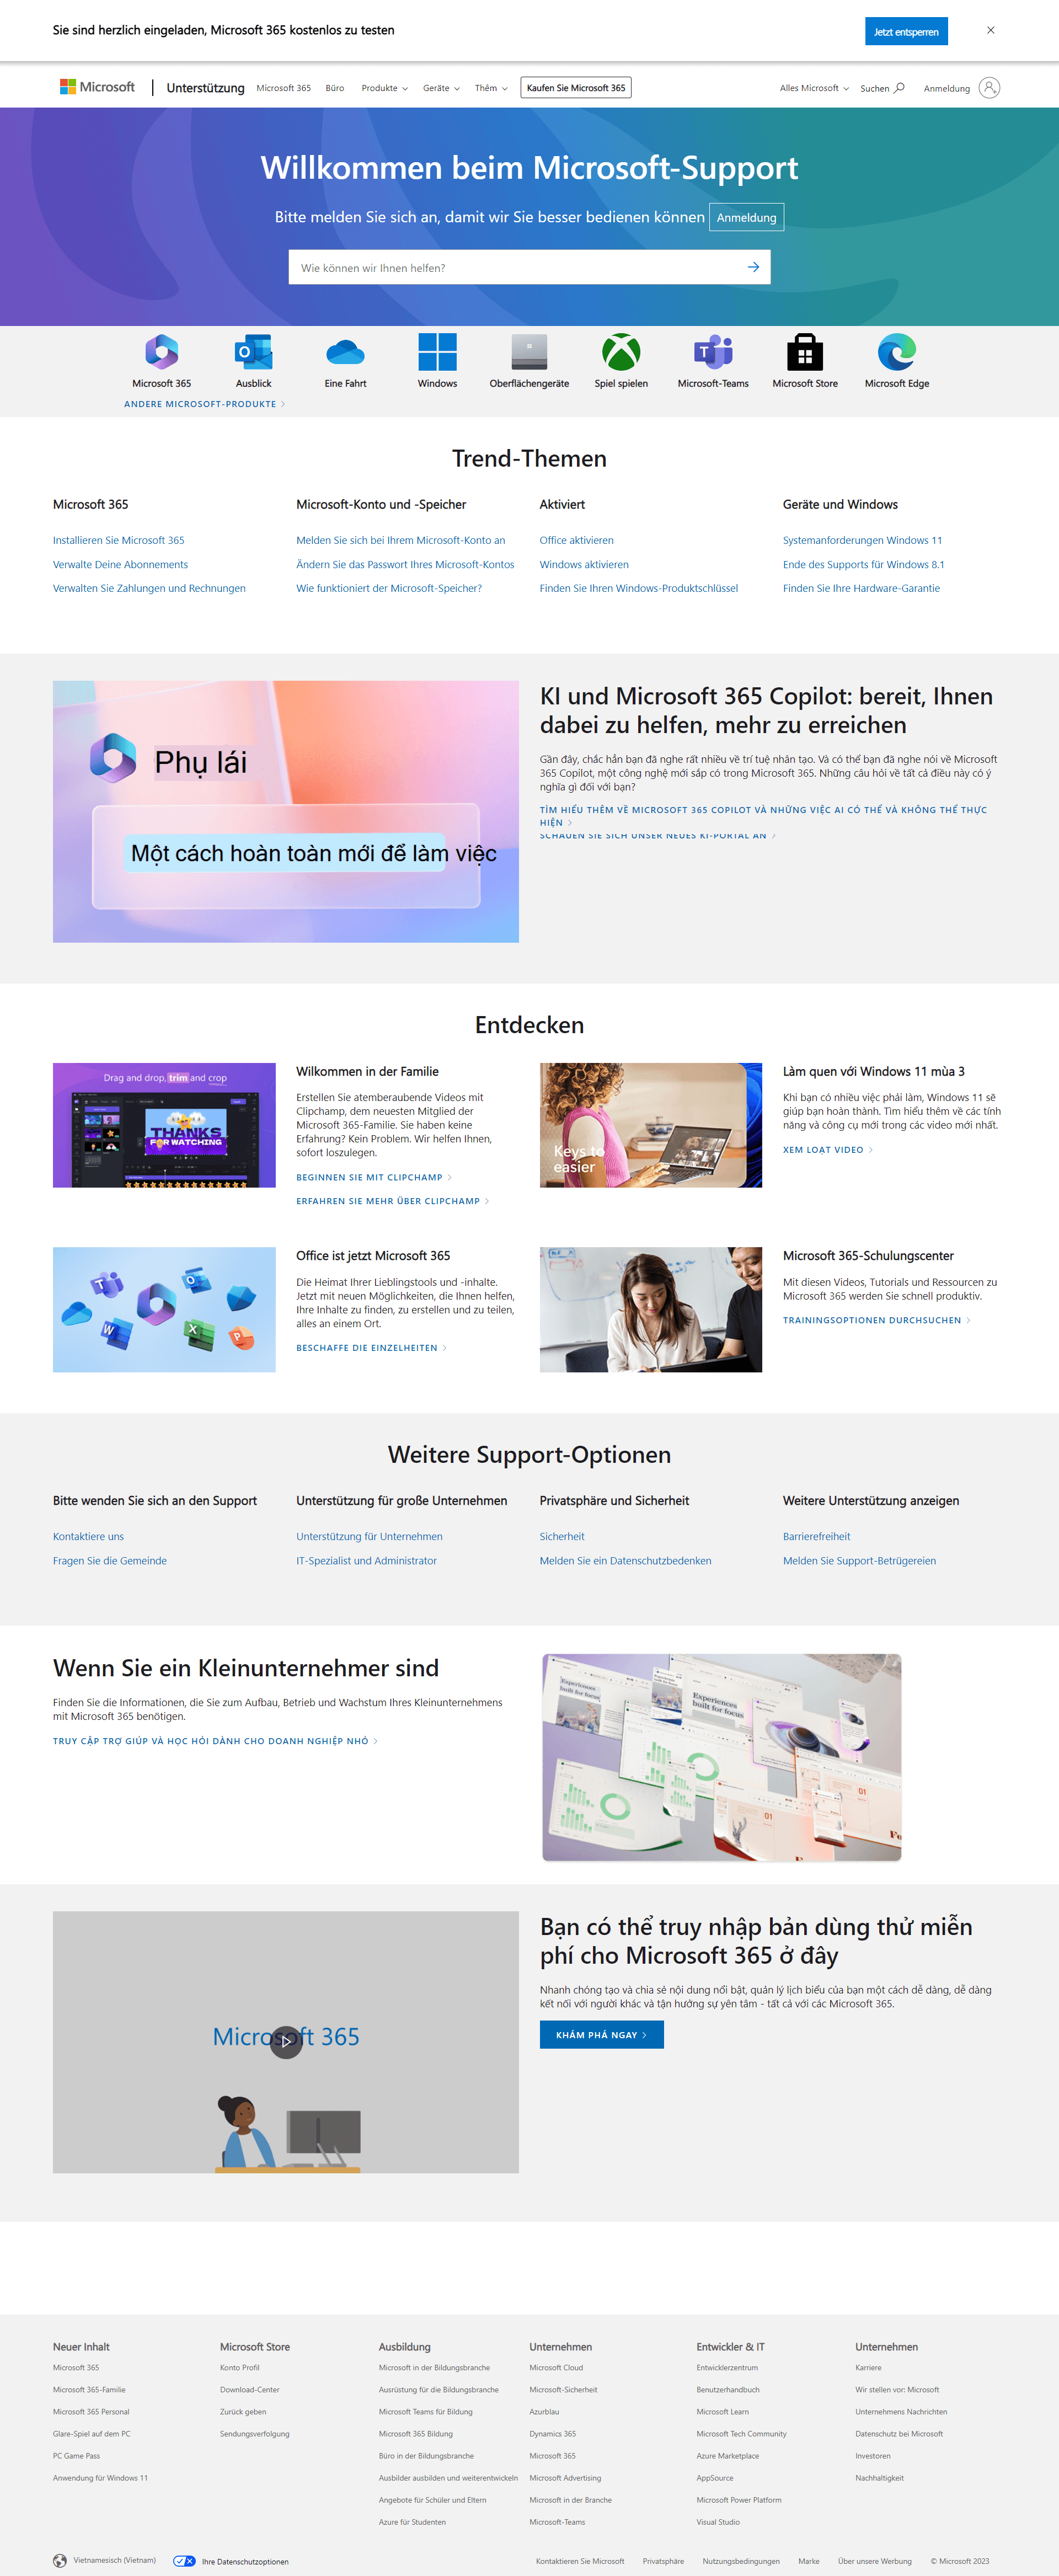 Sie sind herzlich eingeladen, Microsoft 365 kostenlos zu testen
Jetzt entsperren
Microsoft
Unterstützung
Microsoft 365
Büro
Produkte
Geräte
Thêm
Kaufen Sie Microsoft 365
Alles Microsoft
Suchen
Anmeldung
Willkommen beim Microsoft-Support
Bitte melden Sie sich an, damit wir Sie besser bedienen können
Anmeldung
Wie können wir Ihnen helfen?
Microsoft 365
Ausblick
Eine Fahrt
Windows
Oberflächengeräte
Spiel spielen
Microsoft-Teams
Microsoft Store
Microsoft Edge
ANDERE MICROSOFT-PRODUKTE
Trend-Themen
Microsoft 365
Installieren Sie Microsoft 365
Verwalte Deine Abonnements
Verwalten Sie Zahlungen und Rechnungen
Microsoft-Konto und -Speicher
Melden Sie sich bei Ihrem Microsoft-Konto an
Ändern Sie das Passwort Ihres Microsoft-Kontos
Wie funktioniert der Microsoft-Speicher?
Aktiviert
Office aktivieren
Windows aktivieren
Finden Sie Ihren Windows-Produktschlüssel
Geräte und Windows
Systemanforderungen Windows 11
Ende des Supports für Windows 8.1
Finden Sie Ihre Hardware-Garantie
Phụ lái
Một cách hoàn toàn mới để làm việc
KI und Microsoft 365 Copilot: bereit, Ihnen
dabei zu helfen, mehr zu erreichen
Gần đây, chắc hẳn bạn đã nghe rất nhiều về trí tuệ nhân tạo. Và có thể bạn đã nghe nói về Microsoft
365 Copilot, một công nghệ mới sắp có trong Microsoft 365. Những câu hỏi về tất cả điều này có ý
nghĩa gì đối với bạn?
TÌM HIỂU THÊM VỀ MICROSOFT 365 COPILOT VÀ NHỮNG VIỆC AI CÓ THỂ VÀ KHÔNG THỂ THỰC
HIỆN
SCHAUEN SIE SICH UNSER NEUES KI-PORTAL AN
Entdecken
Drag and drop, trim and crop
THANKS
FOR WATCHING
Wilkommen in der Familie
Erstellen Sie atemberaubende Videos mit
Clipchamp, dem neuesten Mitglied der
Microsoft 365-Familie. Sie haben keine
Erfahrung? Kein Problem. Wir helfen Ihnen,
sofort loszulegen.
BEGINNEN SIE MIT CLIPCHAMP
ERFAHREN SIE MEHR ÜBER CLIPCHAMP
Keys to
easier
Làm quen với Windows 11 mùa 3
Khi bạn có nhiều việc phải làm, Windows 11 sẽ
giúp bạn hoàn thành. Tìm hiểu thêm về các tính
năng và công cụ mới trong các video mới nhất.
XEM LOẠT VIDEO
Office ist jetzt Microsoft 365
Die Heimat Ihrer Lieblingstools und -inhalte.
Jetzt mit neuen Möglichkeiten, die Ihnen helfen,
Ihre Inhalte zu finden, zu erstellen und zu teilen,
alles an einem Ort.
BESCHAFFE DIE EINZELHEITEN
Microsoft 365-Schulungscenter
Mit diesen Videos, Tutorials und Ressourcen zu
Microsoft 365 werden Sie schnell produktiv.
TRAININGSOPTIONEN DURCHSUCHEN
Weitere Support-Optionen
Bitte wenden Sie sich an den Support
Kontaktiere uns
Fragen Sie die Gemeinde
Unterstützung für große Unternehmen
Unterstützung für Unternehmen
IT-Spezialist und Administrator
Privatsphäre und Sicherheit
Sicherheit
Melden Sie ein Datenschutzbedenken
Weitere Unterstützung anzeigen
Barrierefreiheit
Melden Sie Support-Betrügereien
Wenn Sie ein Kleinunternehmer sind
Finden Sie die Informationen, die Sie zum Aufbau, Betrieb und Wachstum Ihres Kleinunternehmens
mit Microsoft 365 benötigen.
TRUY CẬP TRỢ GIÚP VÀ HỌC HỎI DÀNH CHO DOANH NGHIỆP NHỎ
Experiences
built for focus
Experiences
built for focus
01
01
Microsoft 365
Bạn có thể truy nhập bản dùng thử miễn
phí cho Microsoft 365 ở đây
Nhanh chóng tạo và chia sẻ nội dung nổi bật, quản lý lịch biểu của bạn một cách dễ dàng, dễ dàng
kết nối với người khác và tận hưởng sự yên tâm - tất cả với các Microsoft 365.
KHÁM PHÁ NGAY
Neuer Inhalt
Microsoft 365
Microsoft 365-Familie
Microsoft 365 Personal
Glare-Spiel auf dem PC
PC Game Pass
Anwendung für Windows 11
Microsoft Store
Konto Profil
Download-Center
Zurück geben
Sendungsverfolgung
Ausbildung
Microsoft in der Bildungsbranche
Ausrüstung für die Bildungsbranche
Microsoft Teams für Bildung
Microsoft 365 Bildung
Büro in der Bildungsbranche
Ausbilder ausbilden und weiterentwickeln
Angebote für Schüler und Eltern
Azure für Studenten
Unternehmen
Microsoft Cloud
Microsoft-Sicherheit
Azurblau
Dynamics 365
Microsoft 365
Microsoft Advertising
Microsoft in der Branche
Microsoft-Teams
Entwickler & IT
Entwicklerzentrum
Benutzerhandbuch
Microsoft Learn
Microsoft Tech Community
Azure Marketplace
AppSource
Microsoft Power Platform
Visual Studio
Unternehmen
Karriere
Wir stellen vor: Microsoft
Unternehmens Nachrichten
Datenschutz bei Microsoft
Investoren
Nachhaltigkeit
Vietnamesisch (Vietnam)
Ihre Datenschutzoptionen
Kontaktieren Sie Microsoft
Privatsphäre
Nutzungsbedingungen
Marke
Über unsere Werbung
© Microsoft 2023